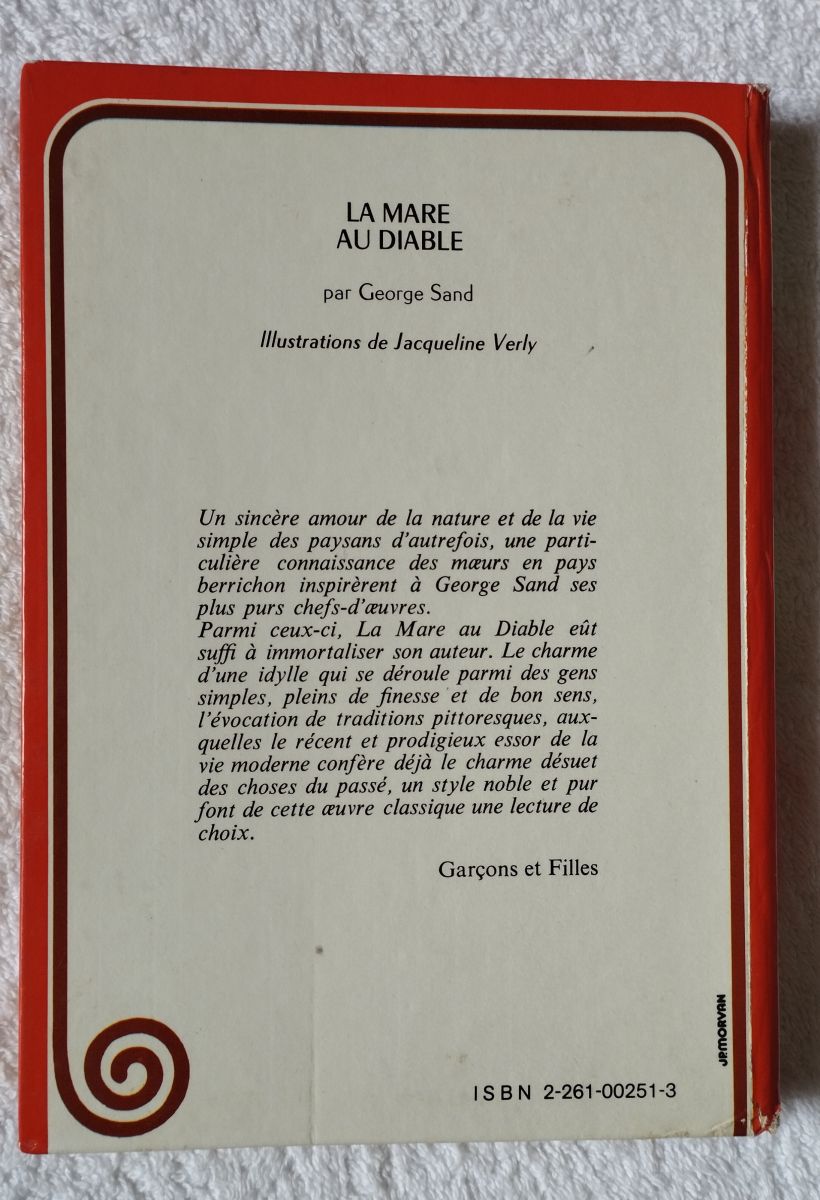 LA MARE
AU DIABLE
par George Sand
Illustrations de Jacqueline Verly
Un sincère amour de la nature et de la vie
simple des paysans d'autrefois, une parti-
culière connaissance des mœurs en pays
berrichon inspirèrent à George Sand ses
plus purs chefs-d'œuvres.
Parmi ceux-ci, La Mare au Diable eût
suffi à immortaliser son auteur. Le charme
d'une idylle qui se déroule parmi des gens
simples, pleins de finesse et de bon sens,
l'évocation de traditions pittoresques, aux-
quelles le récent et prodigieux essor de la
vie moderne confère déjà le charme désuet
des choses du passé, un style noble et pur
font de cette œuvre classique une lecture de
choix.
Garçons et Filles
J.P.MORVAN
ISBN 2-261-00251-3